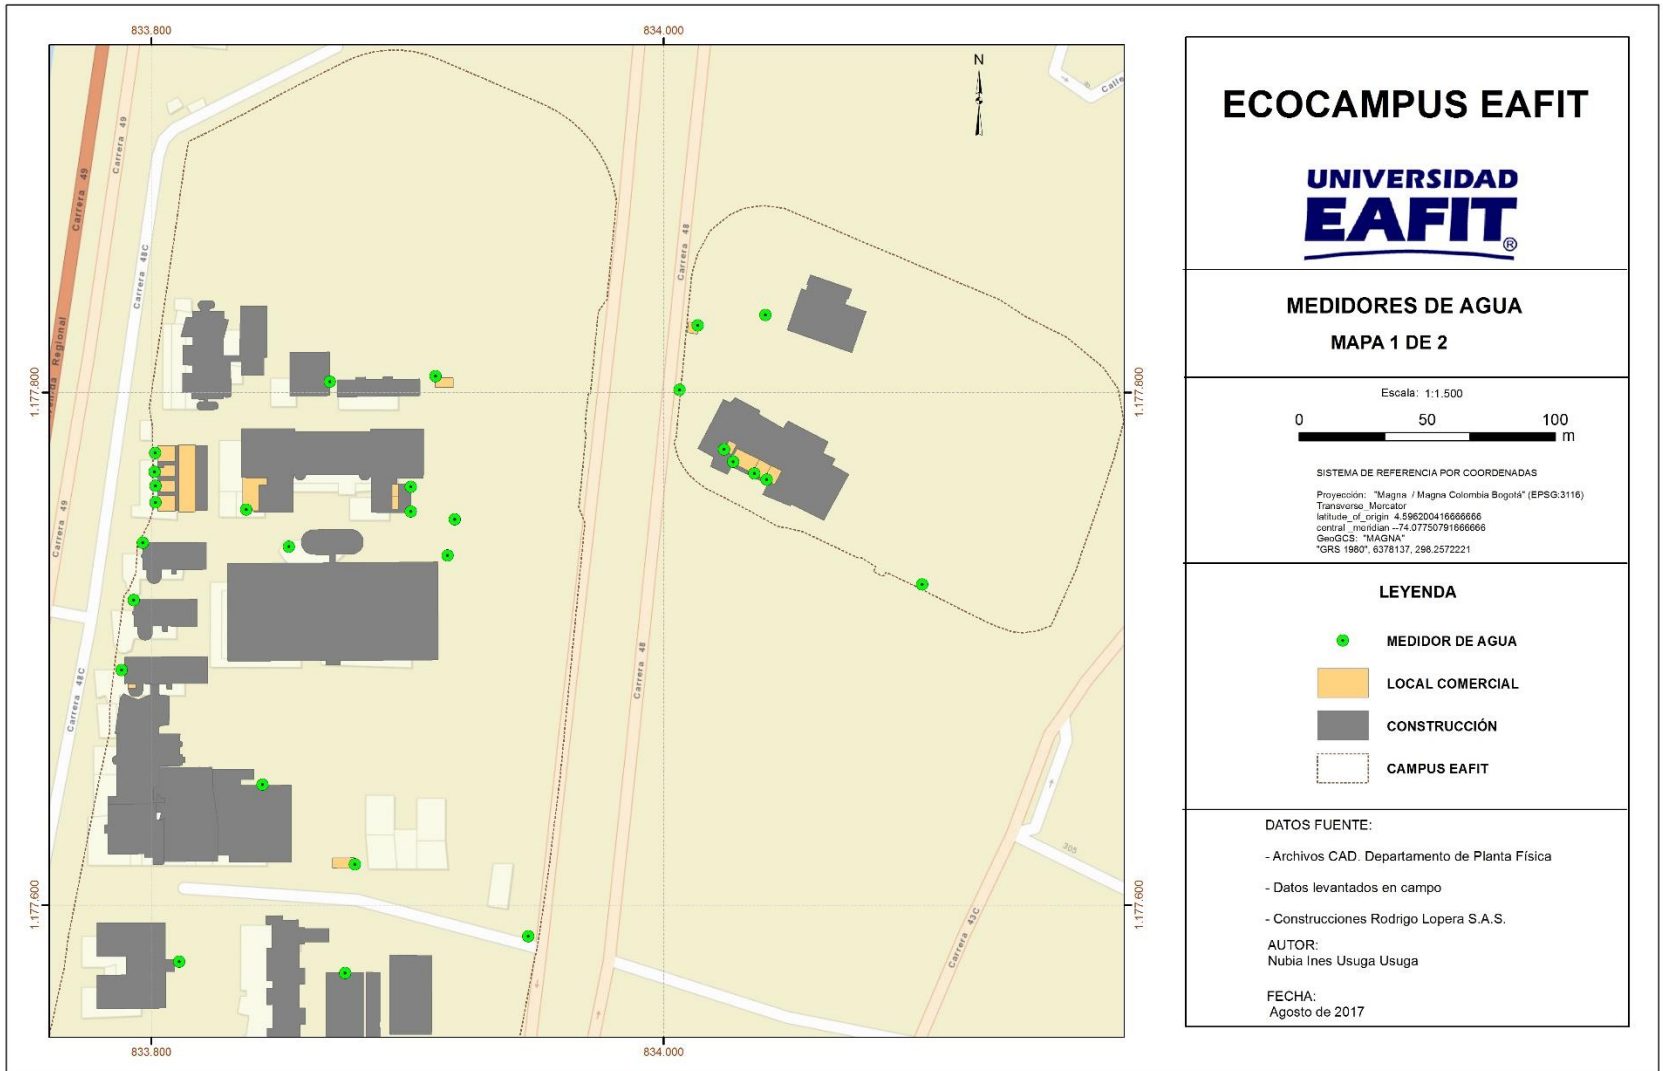 833.800
834.000
N
Calle
Carrera 49
Carrera 49
Carrera 48C
Carrera 48
Regional
1.177.800
1.177.800
Carrera 49
Carrera 48
Carrera 48C
305
1.177.600
1.177.600
Carrera 43C
833.800
834.000
ECOCAMPUS EAFIT
UNIVERSIDAD
EAFIT®
MEDIDORES DE AGUA
MAPA 1 DE 2
Escala: 1:1.500
0 50 100
m
SISTEMA DE REFERENCIA POR COORDENADAS
Proyección: "Magna / Magna Colombia Bogotá" (EPSG:3116)
Transverse_Mercator
latitude_of_origin 4.596200416666666
central_meridian --74.07750791666666
GeoGCS: "MAGNA"
"GRS 1980", 6378137, 298.2572221
LEYENDA
MEDIDOR DE AGUA
LOCAL COMERCIAL
CONSTRUCCIÓN
CAMPUS EAFIT
DATOS FUENTE:
- Archivos CAD. Departamento de Planta Física
- Datos levantados en campo
- Construcciones Rodrigo Lopera S.A.S.
AUTOR:
Nubia Ines Usuga Usuga
FECHA:
Agosto de 2017